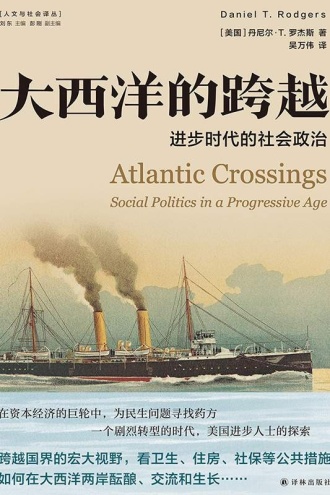 [人文与社会译丛]
刘东 主编 彭刚 副主编
Daniel T. Rodgers
[美国] 丹尼尔·T. 罗杰斯 著
吴万伟 译
大西洋的跨越
进步时代的社会政治
Atlantic Crossings
Social Politics in a Progressive Age
在资本经济的巨轮中，为民生问题寻找药方
一个剧烈转型的时代，美国进步人士的探索
跨越国界的宏大视野，看卫生、住房、社保等公共措施
如何在大西洋两岸酝酿、交流和生长……
译林出版社